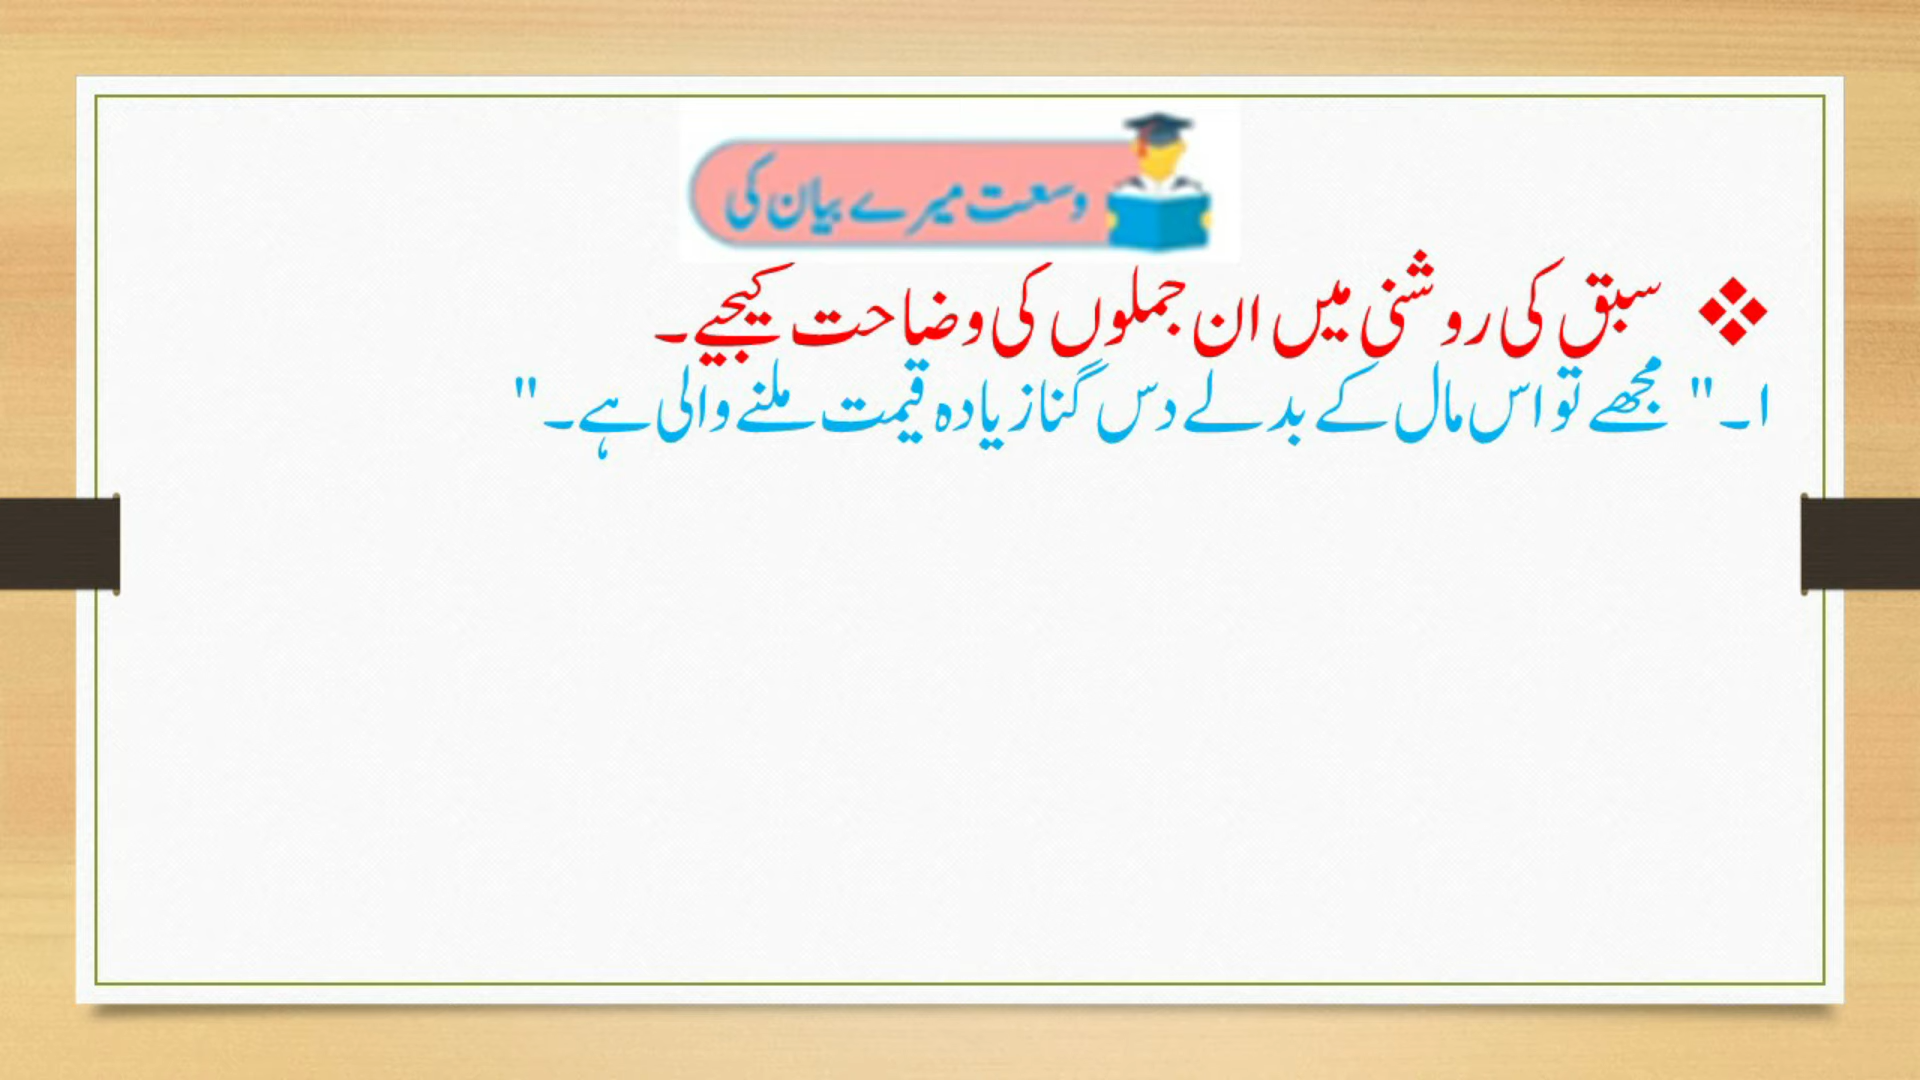 وسعت میرے بیان کی
سبق کی روشنی میں ان جملوں کی وضاحت کیجیے۔
۱۔" مجھے تو اس مال کے بدلے دس گنا زیادہ قیمت ملنے والی ہے۔"